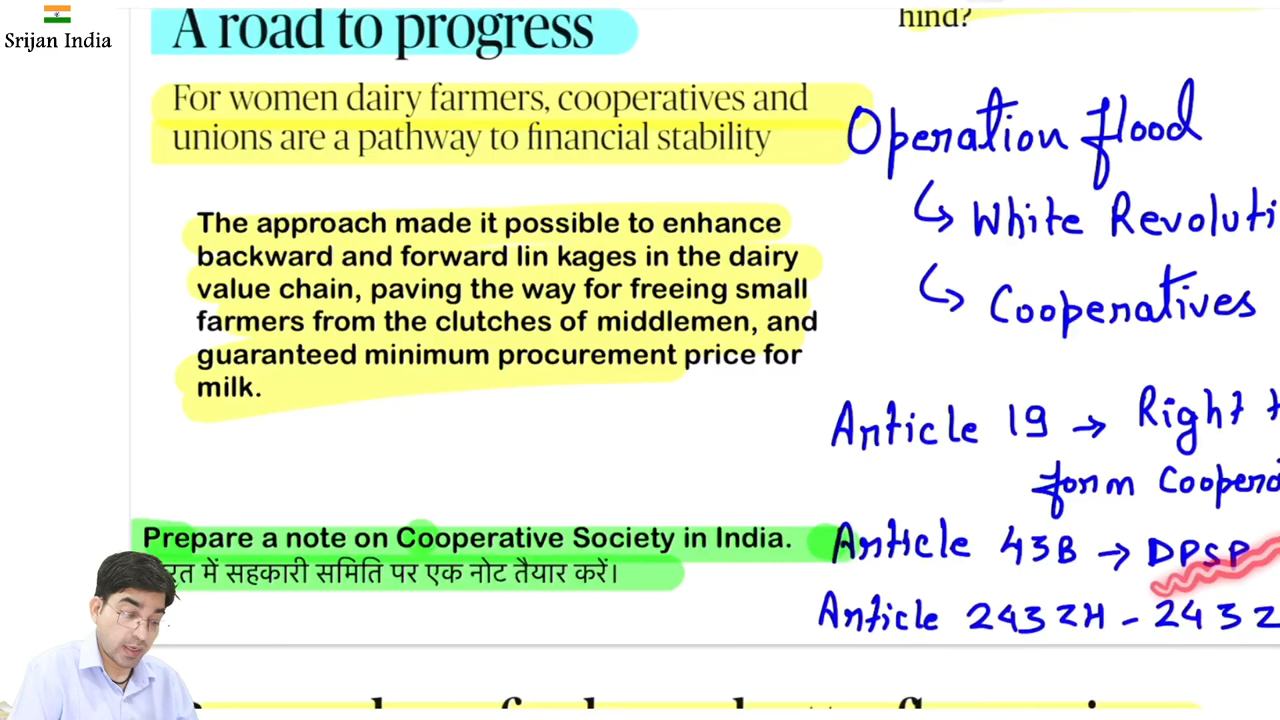 Srijan India
A road to progress
hind?
For women dairy farmers, cooperatives and
unions are a pathway to financial stability
The approach made it possible to enhance
backward and forward lin kages in the dairy
value chain, paving the way for freeing small
farmers from the clutches of middlemen, and
guaranteed minimum procurement price for
milk.
Operation flood
↳ White Revoluti
↳ Cooperatives
Article 19 → Right t
form Coopera
Article 43B → DPSP
Article 243ZH - 243Z
Prepare a note on Cooperative Society in India.
में सहकारी समिति पर एक नोट तैयार करें।